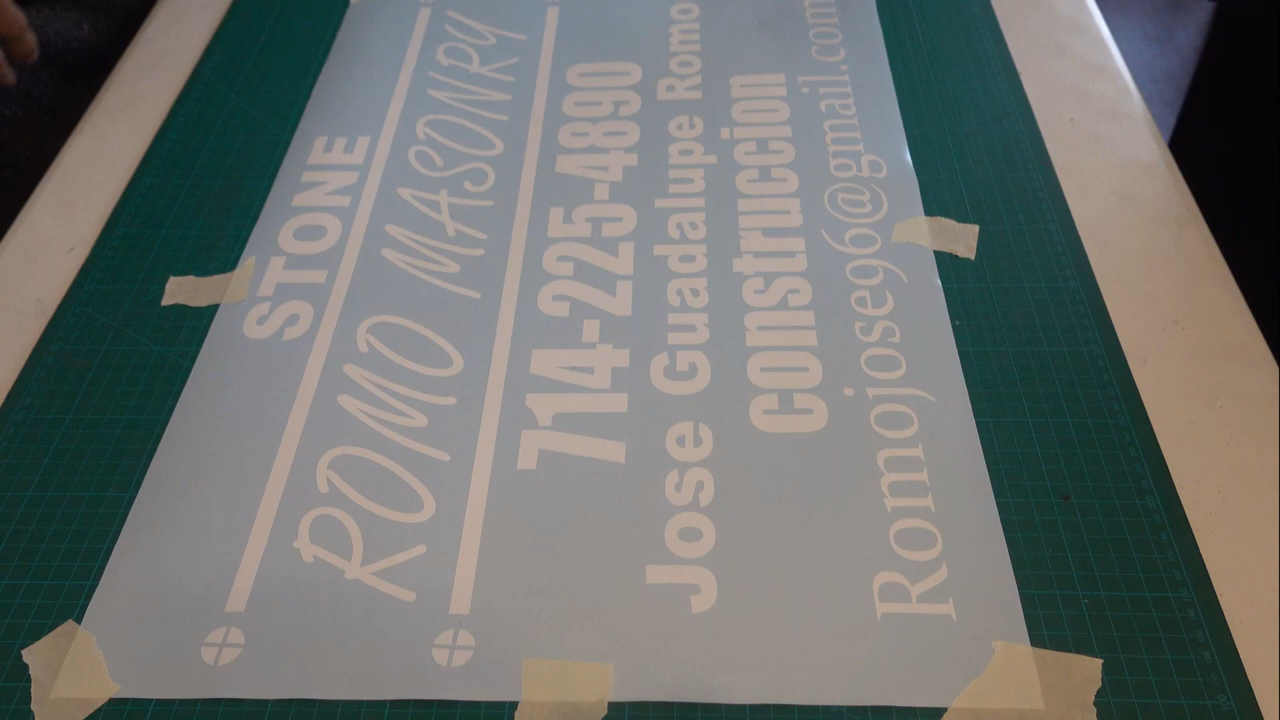 STONE
ROMO MASONRY
714-225-4890
Jose Guadalupe Romo
construccion
Romojose96@gmail.com